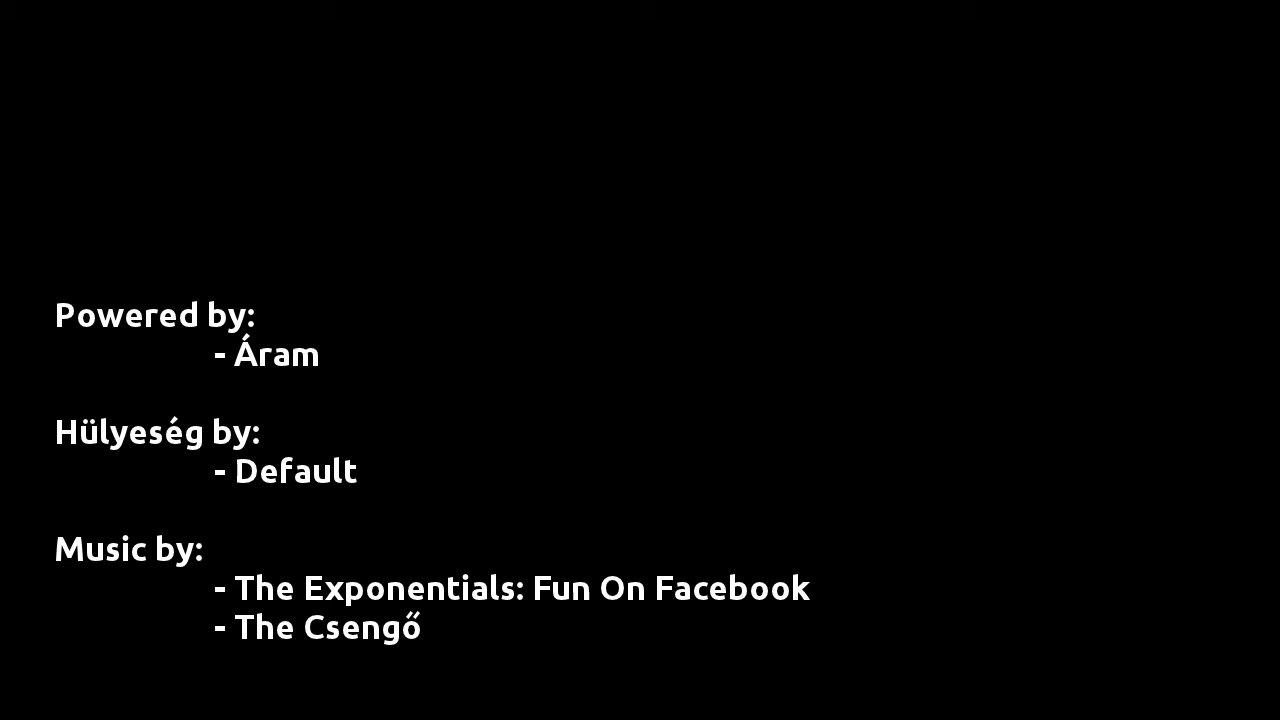 Powered by:
- Áram
Hülyeség by:
- Default
Music by:
- The Exponentials: Fun On Facebook
- The Csengő